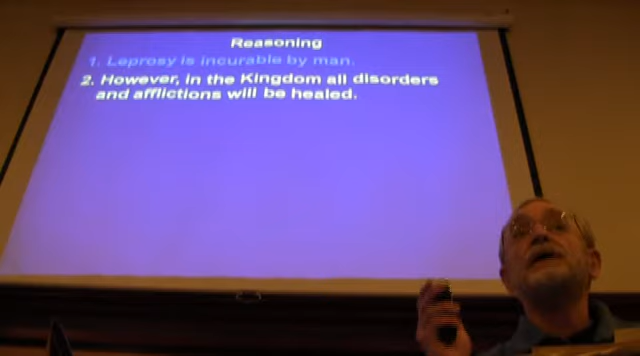 Reasoning
1. Leprosy is incurable by man.
2. However, in the Kingdom all disorders
and afflictions will be healed.